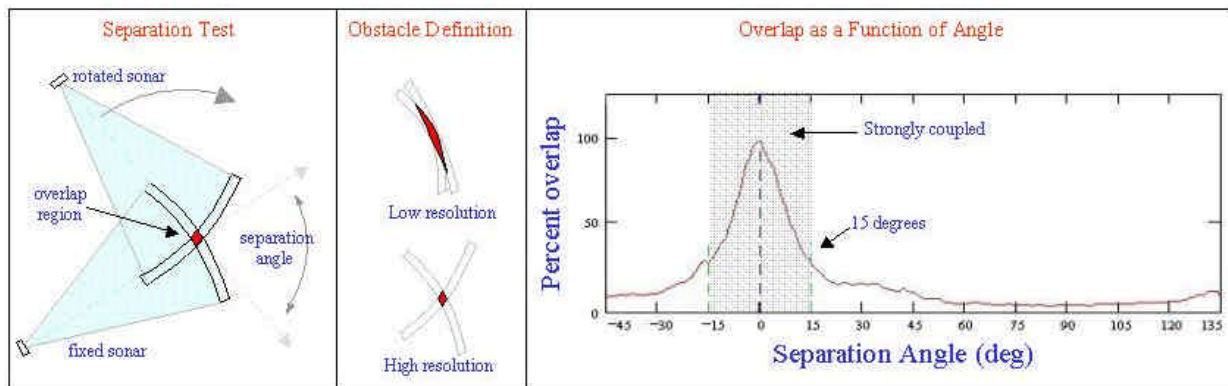 Separation Test
rotated sonar
overlap
region
separation
angle
fixed sonar
Obstacle Definition
Low resolution
High resolution
Overlap as a Function of Angle
Strongly coupled
15 degrees
Percent overlap
100
50
0
-45 -30 -15 0 15 30 45 60 75 90 105 120 135
Separation Angle (deg)